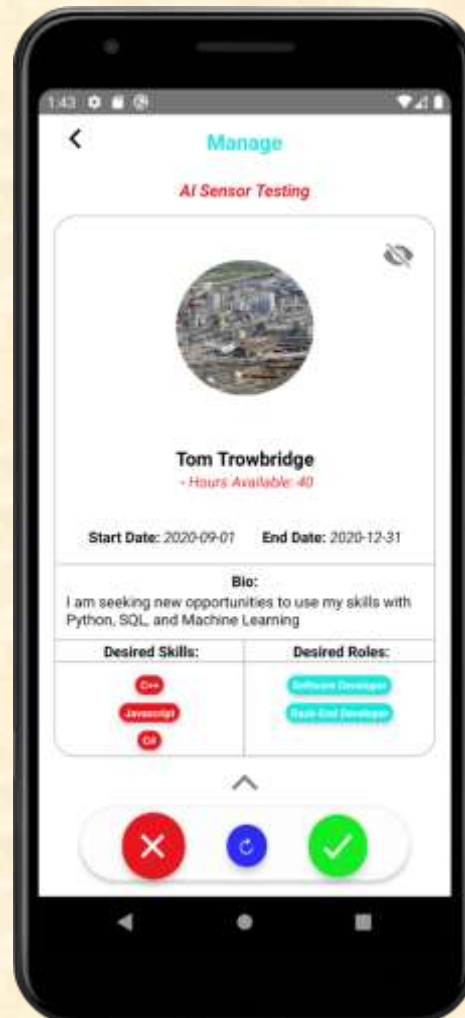 1:43
Manage
AI Sensor Testing
Tom Trowbridge
- Hours Available: 40
Start Date: 2020-09-01 End Date: 2020-12-31
Bio:
I am seeking new opportunities to use my skills with
Python, SQL, and Machine Learning
Desired Skills: Desired Roles:
C++ Software Developer
Javascript Back-End Developer
C#